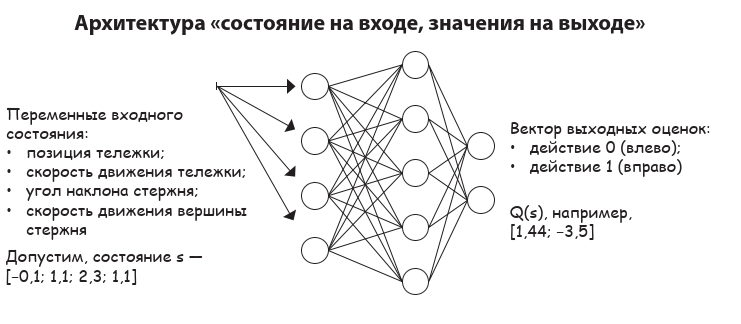 Архитектура «состояние на входе, значения на выходе»
Переменные входного
состояния:
• позиция тележки;
• скорость движения тележки;
• угол наклона стержня;
• скорость движения вершины
стержня
Допустим, состояние s —
[–0,1; 1,1; 2,3; 1,1]
Вектор выходных оценок:
• действие 0 (влево);
• действие 1 (вправо)
Q(s), например,
[1,44; –3,5]